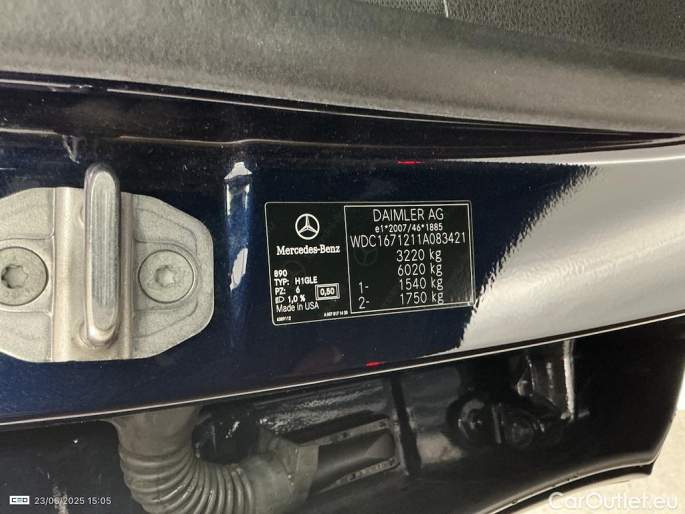 DAIMLER AG
e1*2007/46*1885
WDC1671211A083421
3220 kg
6020 kg
1- 1540 kg
2- 1750 kg
Mercedes-Benz
890
TYP: H1GLE
PZ: 6
1,0 % 0,50
Made in USA
23/06/2025 15:05
CarOutlet.eu